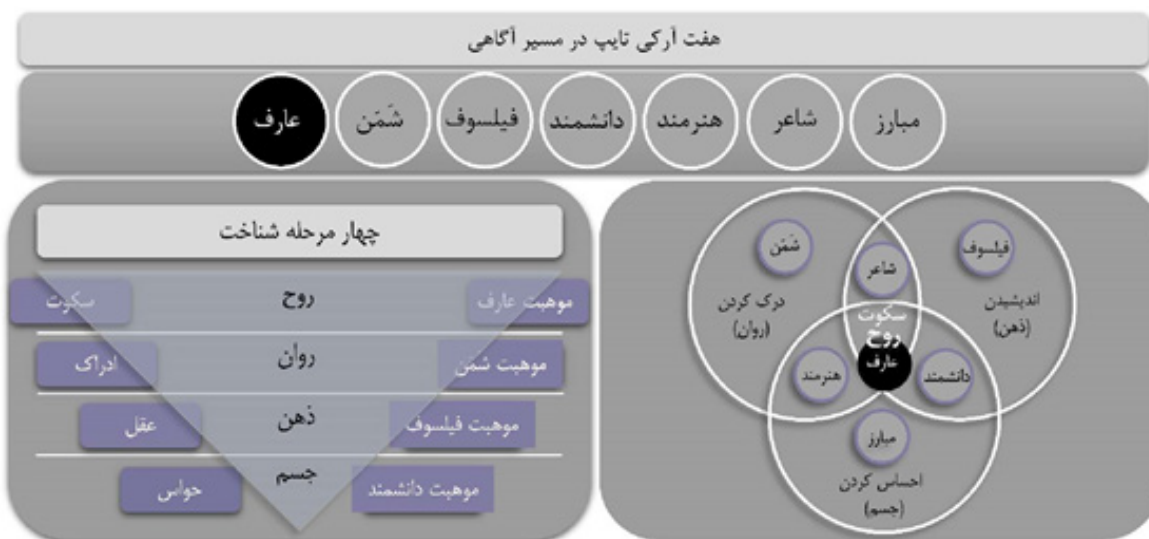 هفت آرکی تایپ در مسیر آگاهی
مبارز
شاعر
هنرمند
دانشمند
فیلسوف
شَمَن
عارف
فیلسوف
اندیشیدن
(ذهن)
شاعر
شَمَن
درک کردن
(روان)
سکوت
روح
عارف
دانشمند
هنرمند
مبارز
احساس کردن
(جسم)
چهار مرحله شناخت
موهبت عارف
روح
سکوت
موهبت شَمَن
روان
ادراک
موهبت فیلسوف
ذهن
عقل
موهبت دانشمند
جسم
حواس